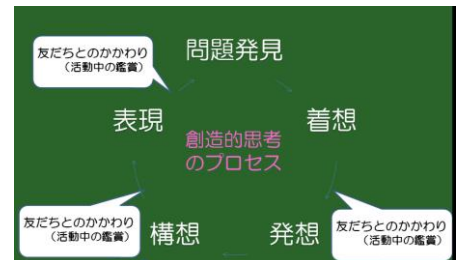 問題発見
友だちとのかかわり
（活動中の鑑賞）
表現
着想
創造的思考
のプロセス
友だちとのかかわり
（活動中の鑑賞）
構想
発想
友だちとのかかわり
（活動中の鑑賞）